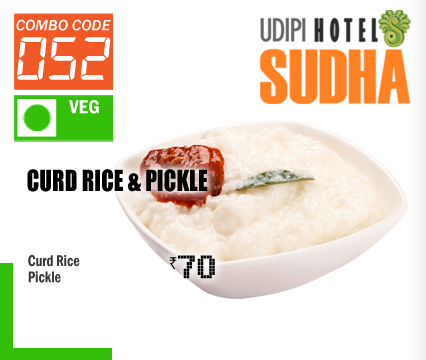 COMBO CODE
052
VEG
UDIPI HOTEL
SUDHA
CURD RICE & PICKLE
Curd Rice
Pickle
₹70